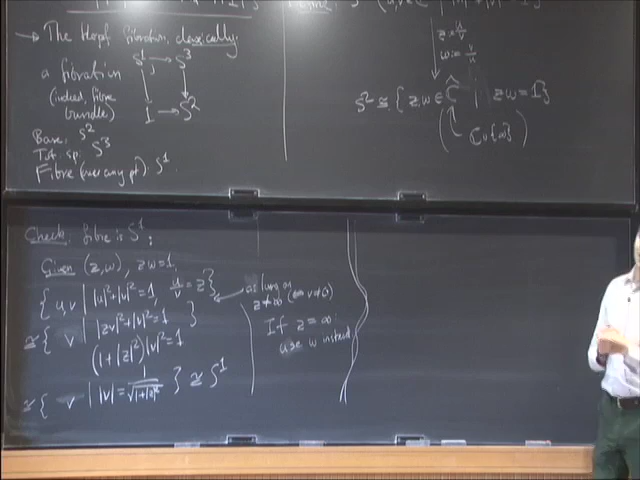 → The Hopf fibration, classically:
S¹ → S³
a fibration
(indeed, fibre
bundle)
1 → S²
Base: S²
Tot. sp. S³
Fibre (over any pt): S¹
z := u/v
w := v/u
S² ≅ { z, w ∈ Ĉ | zw = 1 }
( C ∪ {∞} )
Check: fibre is S¹:
Given (z, w), zw = 1.
{ u, v | |u|² + |v|² = 1, u/v = z }
≅ { v | |zv|² + |v|² = 1 }
(1 + |z|²) |v|² = 1
≅ { v | |v| = 1/√(1+|z|²) } ≅ S¹
as long as
z ≠ ∞ (so v ≠ 0)
If z = ∞:
use w instead